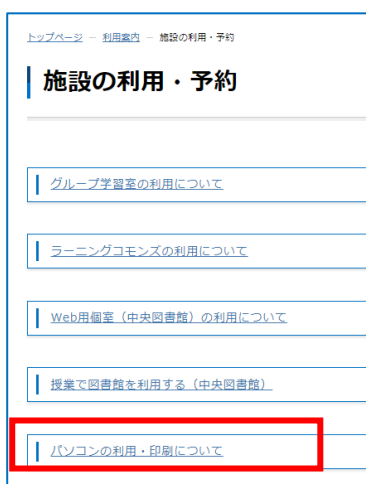 トップページ － 利用案内 － 施設の利用・予約
施設の利用・予約
グループ学習室の利用について
ラーニングコモンズの利用について
Web用個室（中央図書館）の利用について
授業で図書館を利用する（中央図書館）
パソコンの利用・印刷について